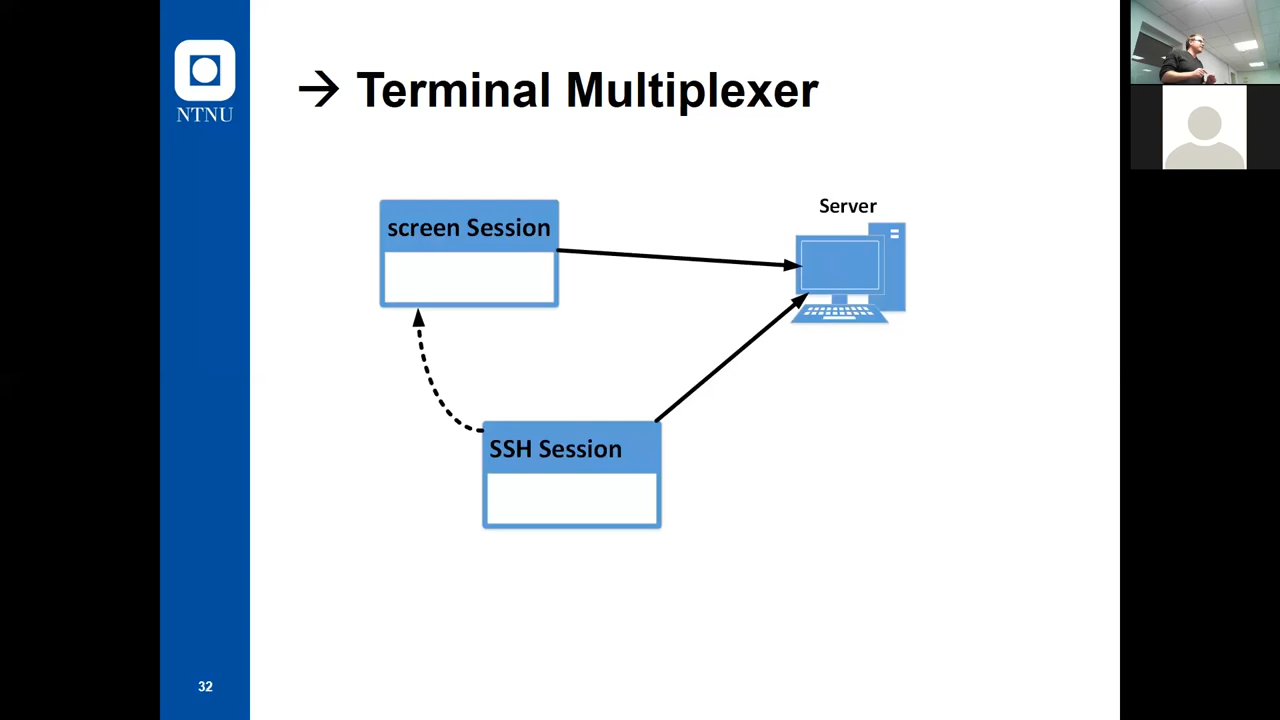 NTNU
→ Terminal Multiplexer
Server
screen Session
SSH Session
32